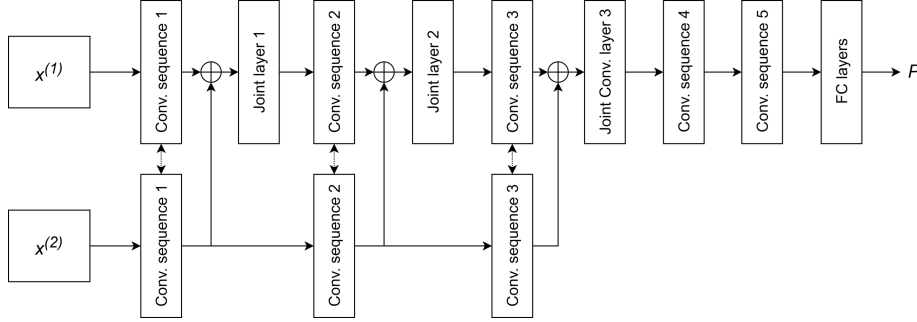 x(1)
Conv. sequence 1
Joint layer 1
Conv. sequence 2
Joint layer 2
Conv. sequence 3
Joint Conv. layer 3
Conv. sequence 4
Conv. sequence 5
FC layers
F
x(2)
Conv. sequence 1
Conv. sequence 2
Conv. sequence 3